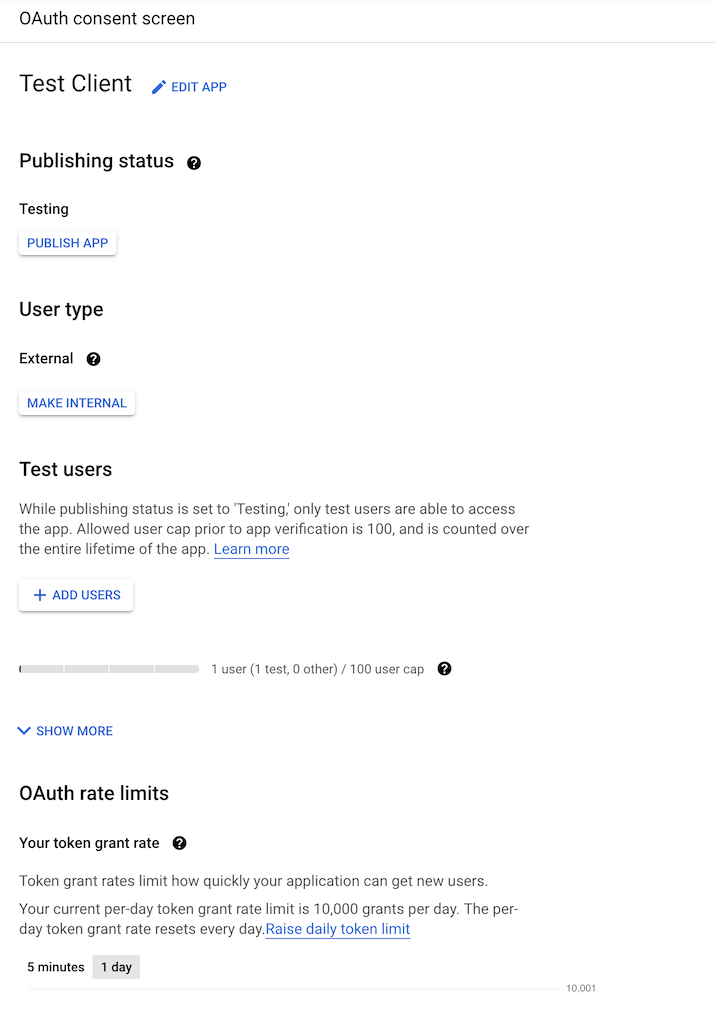 OAuth consent screen
Test Client
EDIT APP
Publishing status
Testing
PUBLISH APP
User type
External
MAKE INTERNAL
Test users
While publishing status is set to 'Testing,' only test users are able to access
the app. Allowed user cap prior to app verification is 100, and is counted over
the entire lifetime of the app. Learn more
+ ADD USERS
1 user (1 test, 0 other) / 100 user cap
SHOW MORE
OAuth rate limits
Your token grant rate
Token grant rates limit how quickly your application can get new users.
Your current per-day token grant rate limit is 10,000 grants per day. The per-
day token grant rate resets every day.Raise daily token limit
5 minutes 1 day
10,001